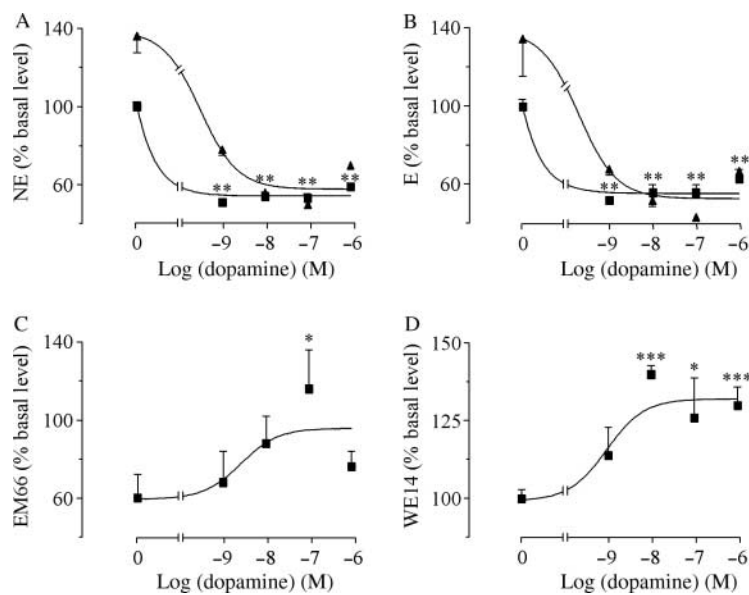 A
140
100
60
NE (% basal level)
** ** ** **
0 −9 −8 −7 −6
Log (dopamine) (M)
B
140
100
60
E (% basal level)
** ** ** **
0 −9 −8 −7 −6
Log (dopamine) (M)
C
140
100
60
EM66 (% basal level)
*
0 −9 −8 −7 −6
Log (dopamine) (M)
D
150
125
100
WE14 (% basal level)
*** * ***
0 −9 −8 −7 −6
Log (dopamine) (M)